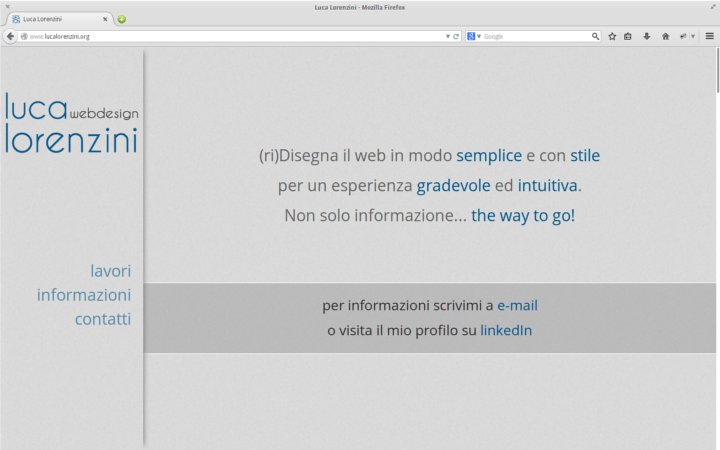 Luca Lorenzini - Mozilla Firefox
Luca Lorenzini
www.lucalorenzini.org
Google
luca webdesign
lorenzini
(ri)Disegna il web in modo semplice e con stile
per un esperienza gradevole ed intuitiva.
Non solo informazione... the way to go!
lavori
informazioni
contatti
per informazioni scrivimi a e-mail
o visita il mio profilo su linkedIn